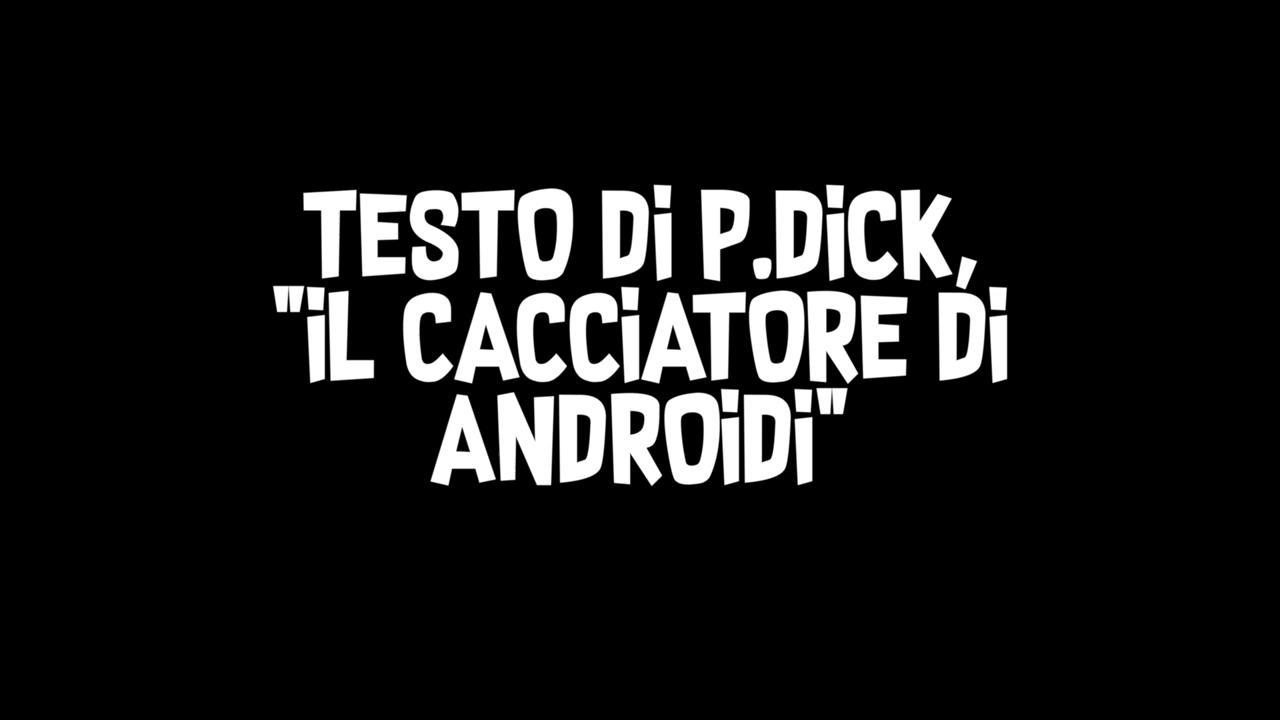 TESTO Di P.DiCK,
"iL CACCiATORE Di
ANDROiDi"